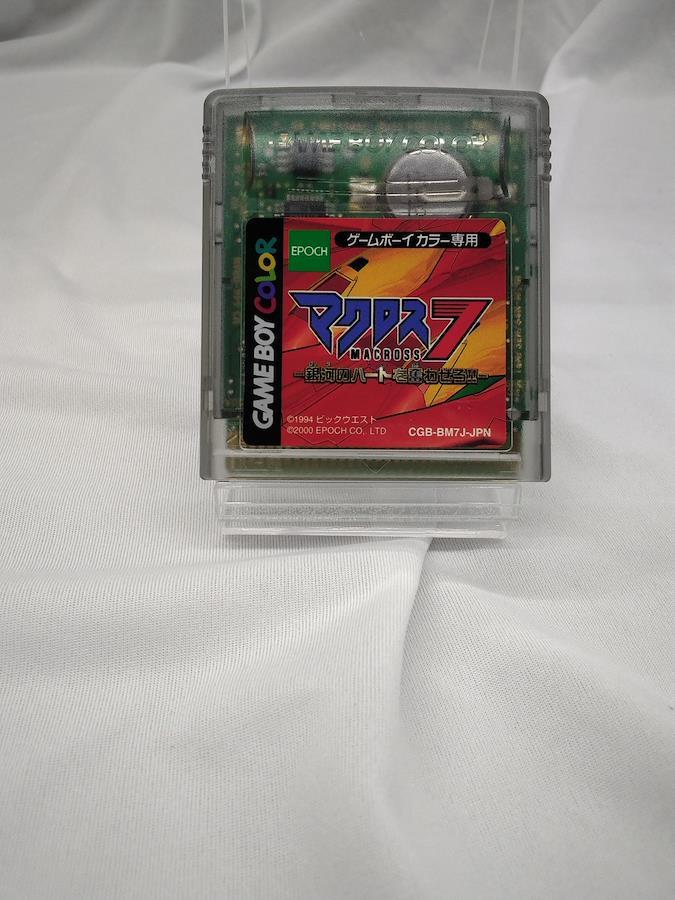 GAME BOY COLOR
EPOCH
ゲームボーイカラー専用
GAME BOY COLOR
マクロス7
MACROSS
-銀河のハートを奮わせろ!!-
©1994 ビックウエスト
©2000 EPOCH CO., LTD
CGB-BM7J-JPN